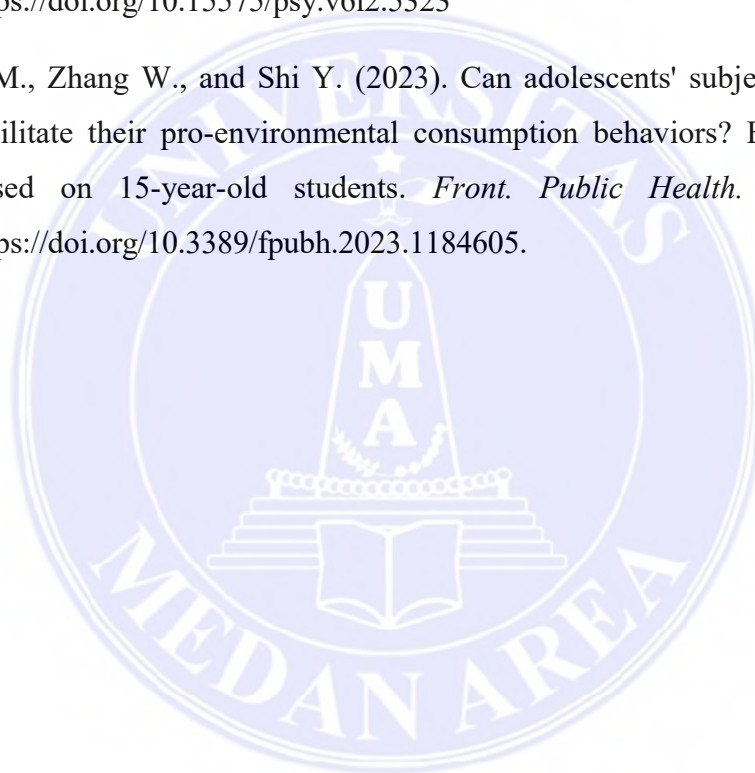 ps://doi.org/10.15575/psy.v6i2.5323
M., Zhang W., and Shi Y. (2023). Can adolescents' subje
ilitate their pro-environmental consumption behaviors? E
sed on 15-year-old students. Front. Public Health.
ps://doi.org/10.3389/fpubh.2023.1184605.
UNIVERSITAS
UMA
MEDAN AREA